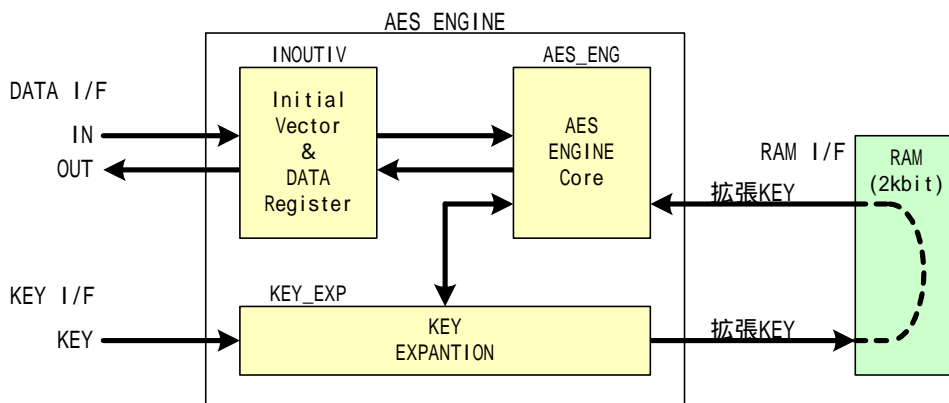 AES ENGINE
INOUTIV
AES_ENG
DATA I/F
IN
OUT
Initial
Vector
&
DATA
Register
AES
ENGINE
Core
RAM I/F
RAM
(2kbit)
拡張KEY
KEY I/F
KEY
KEY_EXP
KEY
EXPANTION
拡張KEY